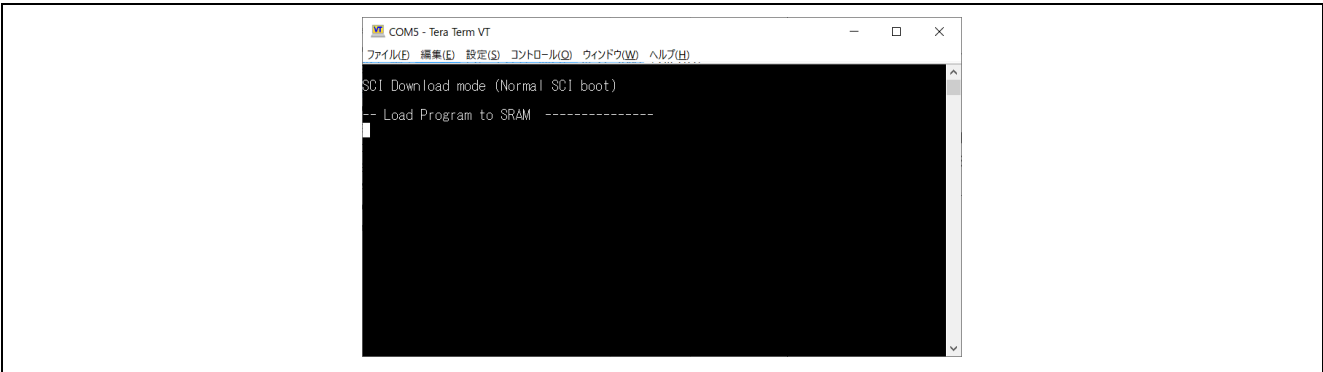 COM5 - Tera Term VT
ファイル(F) 編集(E) 設定(S) コントロール(O) ウィンドウ(W) ヘルプ(H)
SCI Download mode (Normal SCI boot)
-- Load Program to SRAM ---------------